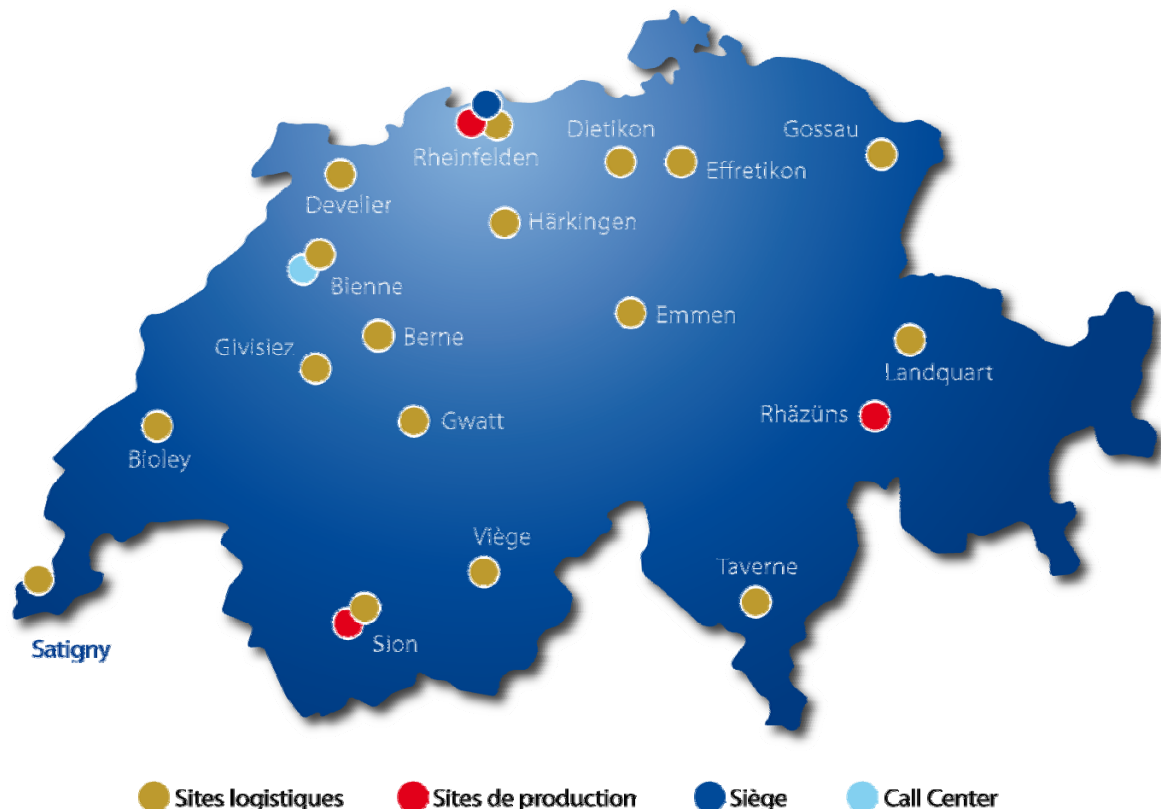 Dietikon
Gossau
Rheinfelden
Effretikon
Develier
Härkingen
Bienne
Emmen
Berne
Givisiez
Landquart
Rhäzüns
Gwatt
Bioley
Viège
Taverne
Sion
Satigny
Sites logistiques
Sites de production
Siège
Call Center